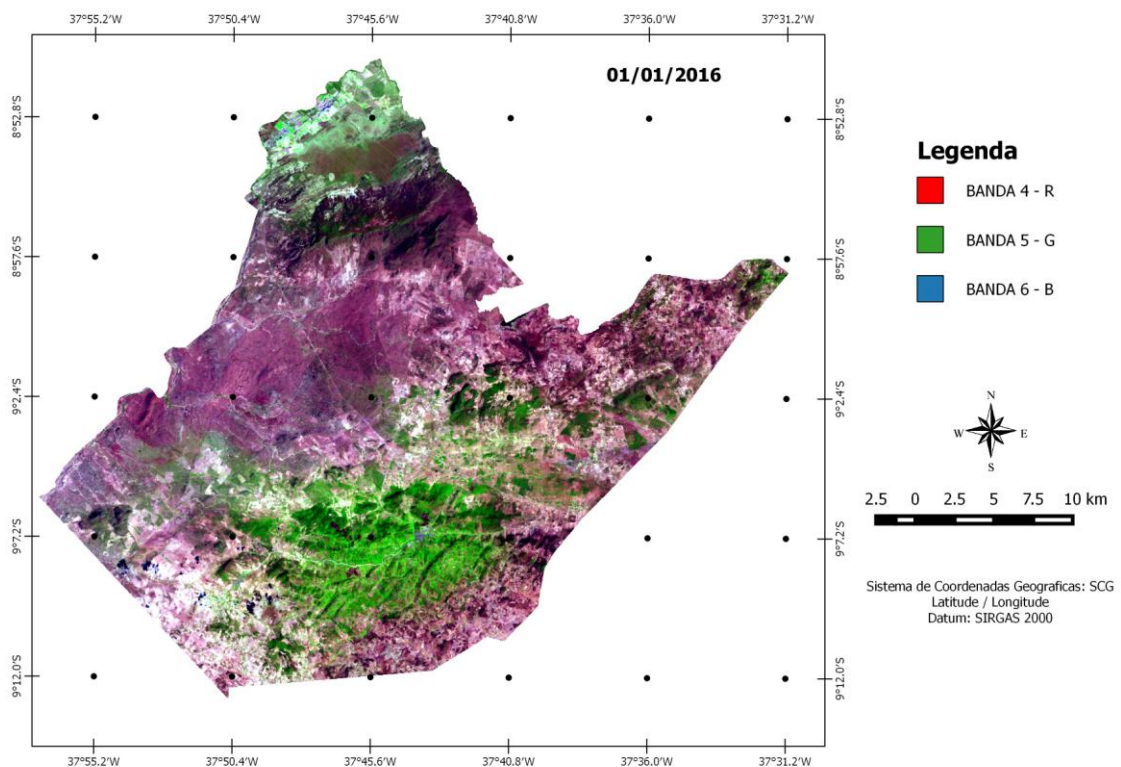 37°55.2'W 37°50.4'W 37°45.6'W 37°40.8'W 37°36.0'W 37°31.2'W
01/01/2016
8°52.8'S 8°52.8'S
8°57.6'S 8°57.6'S
9°2.4'S 9°2.4'S
9°7.2'S 9°7.2'S
9°12.0'S 9°12.0'S
37°55.2'W 37°50.4'W 37°45.6'W 37°40.8'W 37°36.0'W 37°31.2'W
Legenda
BANDA 4 - R
BANDA 5 - G
BANDA 6 - B
N
W E
S
2.5 0 2.5 5 7.5 10 km
Sistema de Coordenadas Geograficas: SCG
Latitude / Longitude
Datum: SIRGAS 2000